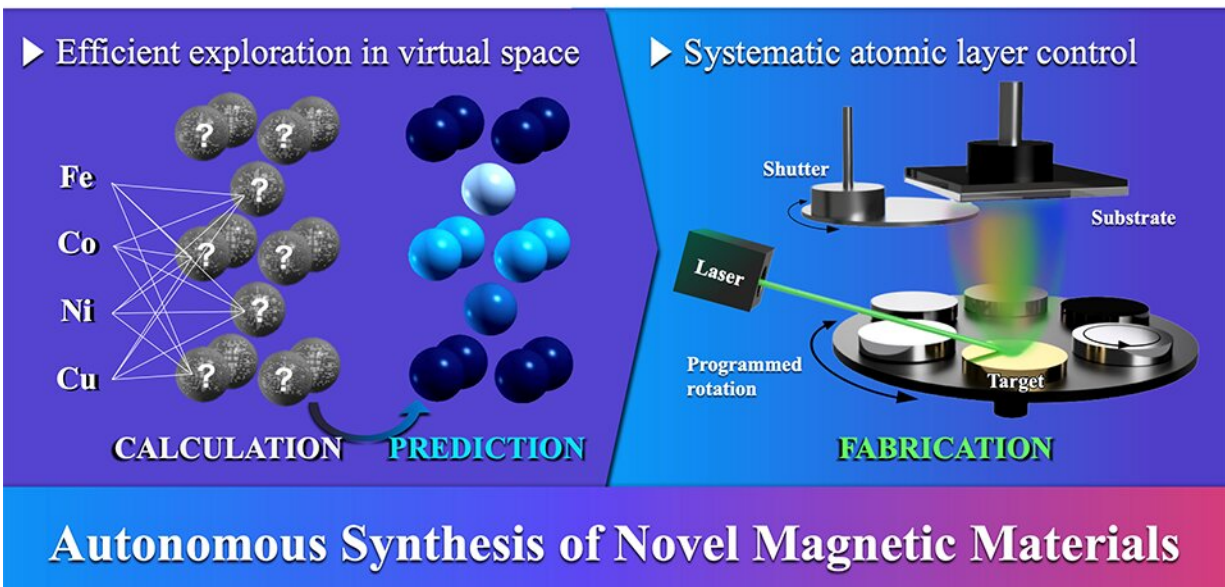 ▶ Efficient exploration in virtual space
Fe
Co
Ni
Cu
?
?
?
?
?
?
?
?
CALCULATION
PREDICTION
▶ Systematic atomic layer control
Shutter
Substrate
Laser
Programmed
rotation
Target
FABRICATION
Autonomous Synthesis of Novel Magnetic Materials